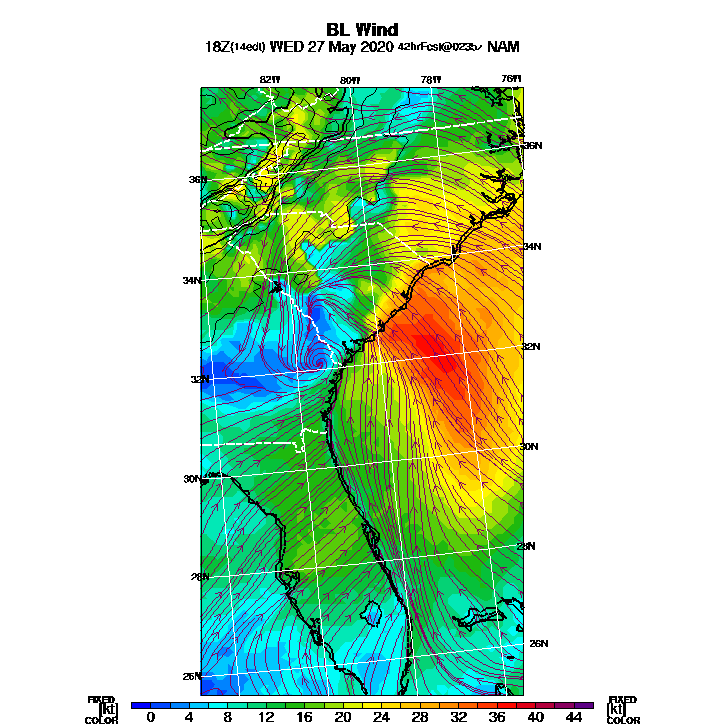 BL Wind
18Z(14edt) WED 27 May 2020 42hrFcst@0235z NAM
82W 80W 78W 76W
36N 36N
34N 34N
32N 32N
30N 30N
28N 28N
26N 26N
FIXED FIXED
[kt] 0 4 8 12 16 20 24 28 32 36 40 44 [kt]
COLOR COLOR